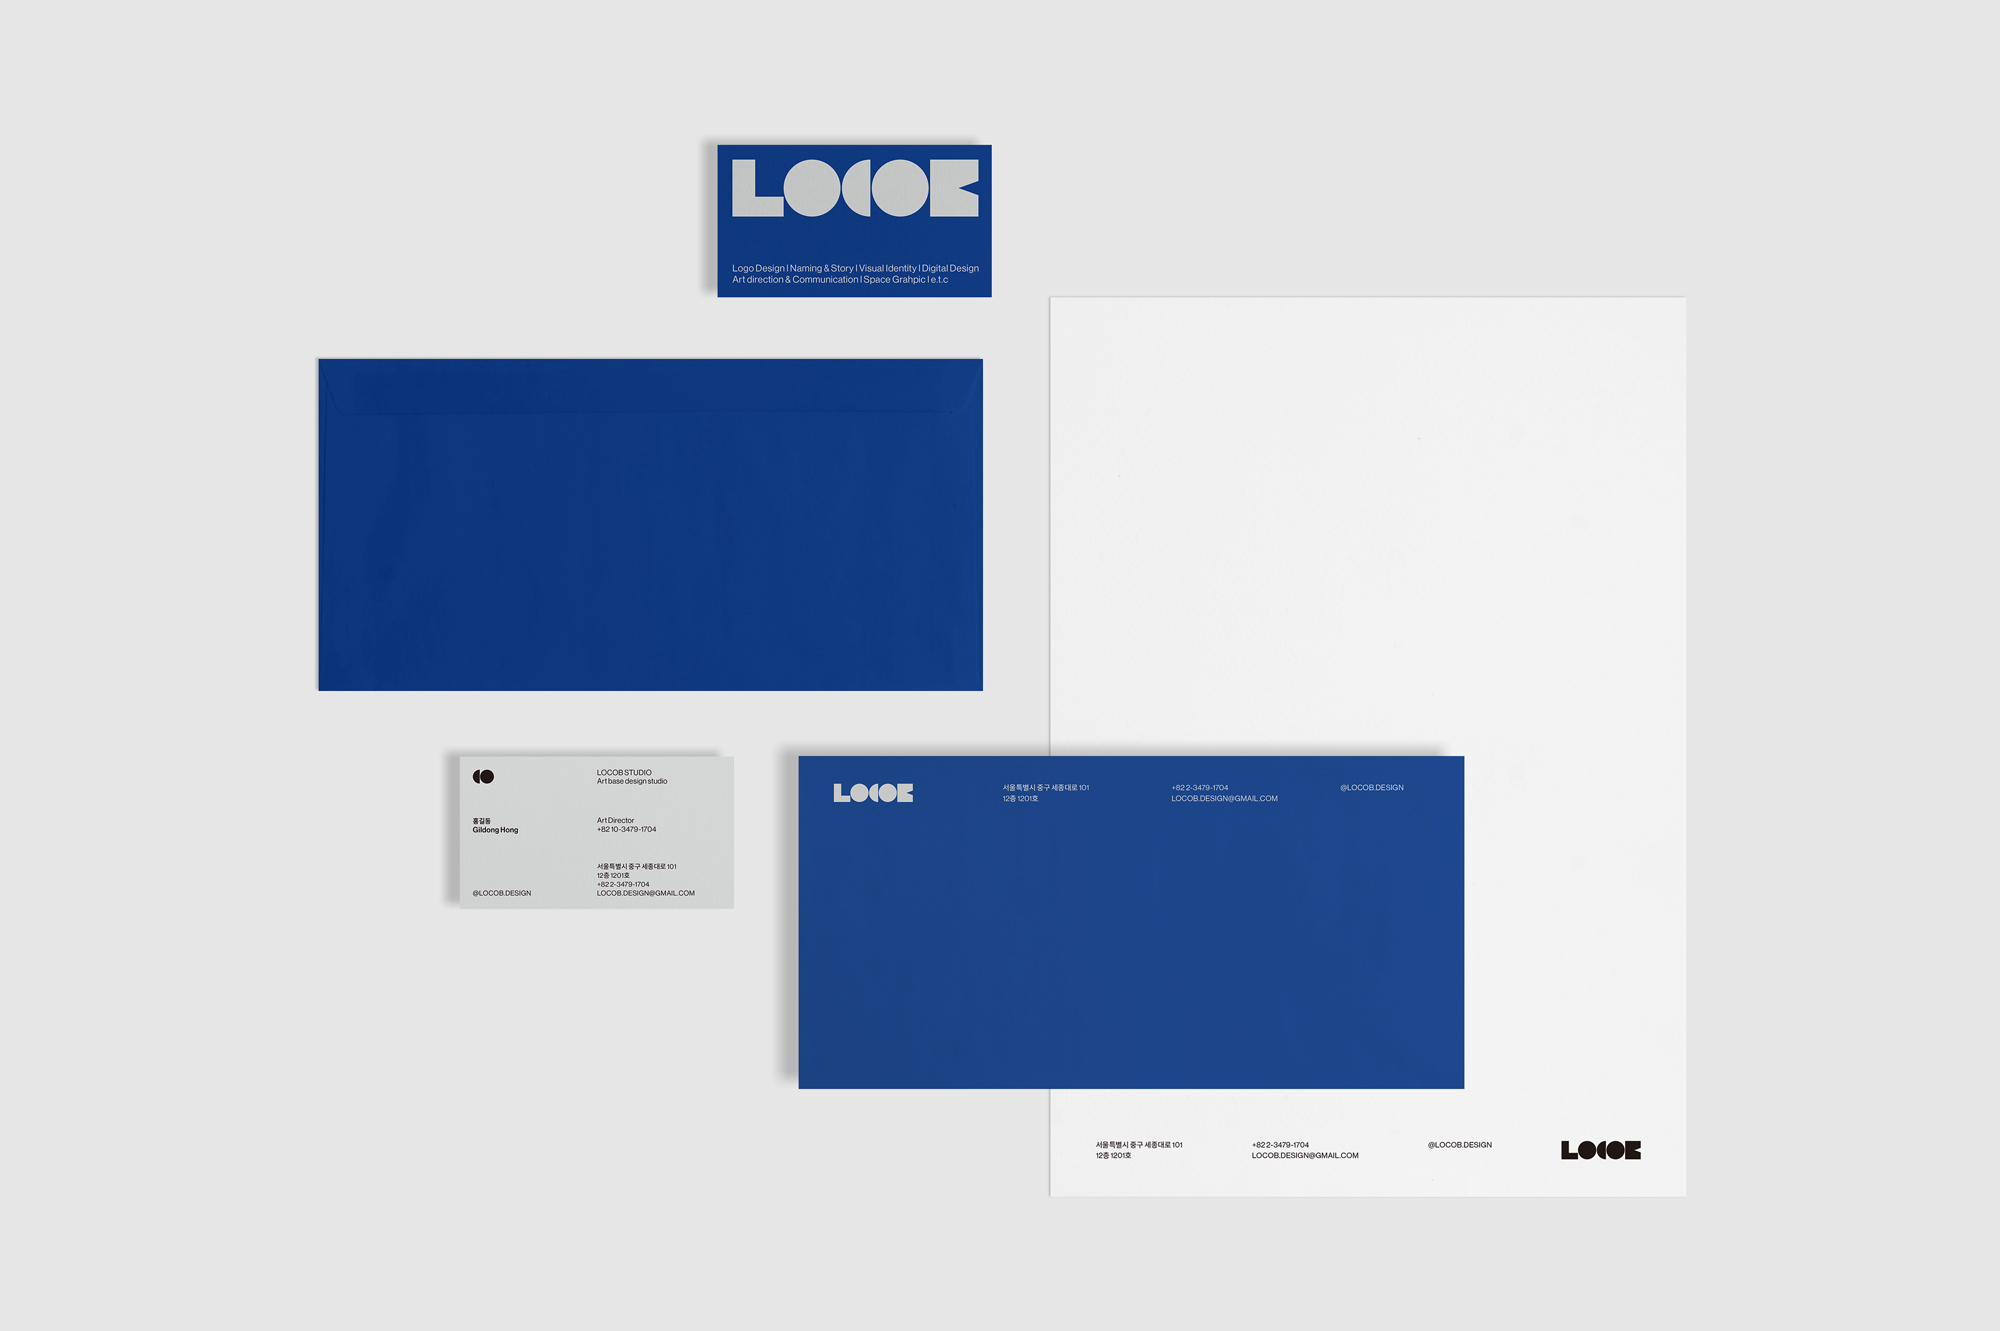 LOCOB
Logo Design | Naming & Story | Visual Identity | Digital Design
Art direction & Communication | Space Grahpic | e.t.c
LOCOB STUDIO
Art base design studio
홍길동
Gildong Hong
Art Director
+82 10-3479-1704
서울특별시 중구 세종대로 101
12층 1201호
+82 2-3479-1704
LOCOB.DESIGN@GMAIL.COM
@LOCOB.DESIGN
LOCOB
서울특별시 중구 세종대로 101
12층 1201호
+82 2-3479-1704
LOCOB.DESIGN@GMAIL.COM
@LOCOB.DESIGN
서울특별시 중구 세종대로 101
12층 1201호
+82 2-3479-1704
LOCOB.DESIGN@GMAIL.COM
@LOCOB.DESIGN
LOCOB